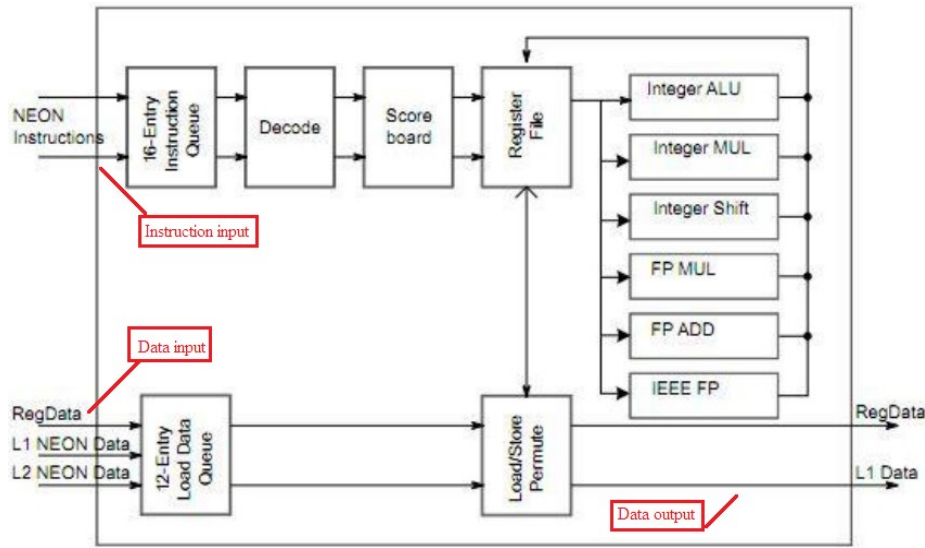 NEON
Instructions
16-Entry
Instruction
Queue
Decode
Score
board
Register
File
Integer ALU
Integer MUL
Integer Shift
FP MUL
FP ADD
IEEE FP
Instruction input
Data input
RegData
L1 NEON Data
L2 NEON Data
12-Entry
Load Data
Queue
Load/Store
Permute
RegData
L1 Data
Data output